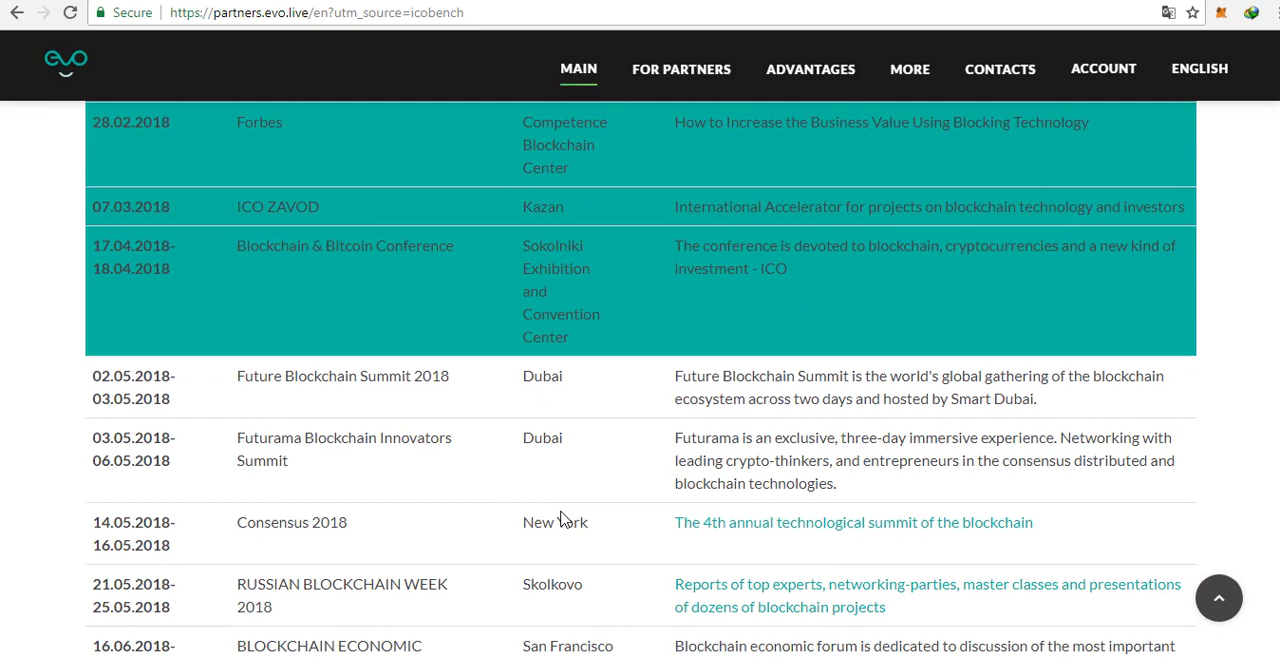 Secure
https://partners.evo.live/en?utm_source=icobench
evo
MAIN
FOR PARTNERS
ADVANTAGES
MORE
CONTACTS
ACCOUNT
ENGLISH
28.02.2018
Forbes
Competence
Blockchain
Center
How to Increase the Business Value Using Blocking Technology
07.03.2018
ICO ZAVOD
Kazan
International Accelerator for projects on blockchain technology and investors
17.04.2018-
18.04.2018
Blockchain & Bitcoin Conference
Sokolniki
Exhibition
and
Convention
Center
The conference is devoted to blockchain, cryptocurrencies and a new kind of
investment - ICO
02.05.2018-
03.05.2018
Future Blockchain Summit 2018
Dubai
Future Blockchain Summit is the world's global gathering of the blockchain
ecosystem across two days and hosted by Smart Dubai.
03.05.2018-
06.05.2018
Futurama Blockchain Innovators
Summit
Dubai
Futurama is an exclusive, three-day immersive experience. Networking with
leading crypto-thinkers, and entrepreneurs in the consensus distributed and
blockchain technologies.
14.05.2018-
16.05.2018
Consensus 2018
New York
The 4th annual technological summit of the blockchain
21.05.2018-
25.05.2018
RUSSIAN BLOCKCHAIN WEEK
2018
Skolkovo
Reports of top experts, networking-parties, master classes and presentations
of dozens of blockchain projects
16.06.2018-
BLOCKCHAIN ECONOMIC
San Francisco
Blockchain economic forum is dedicated to discussion of the most important